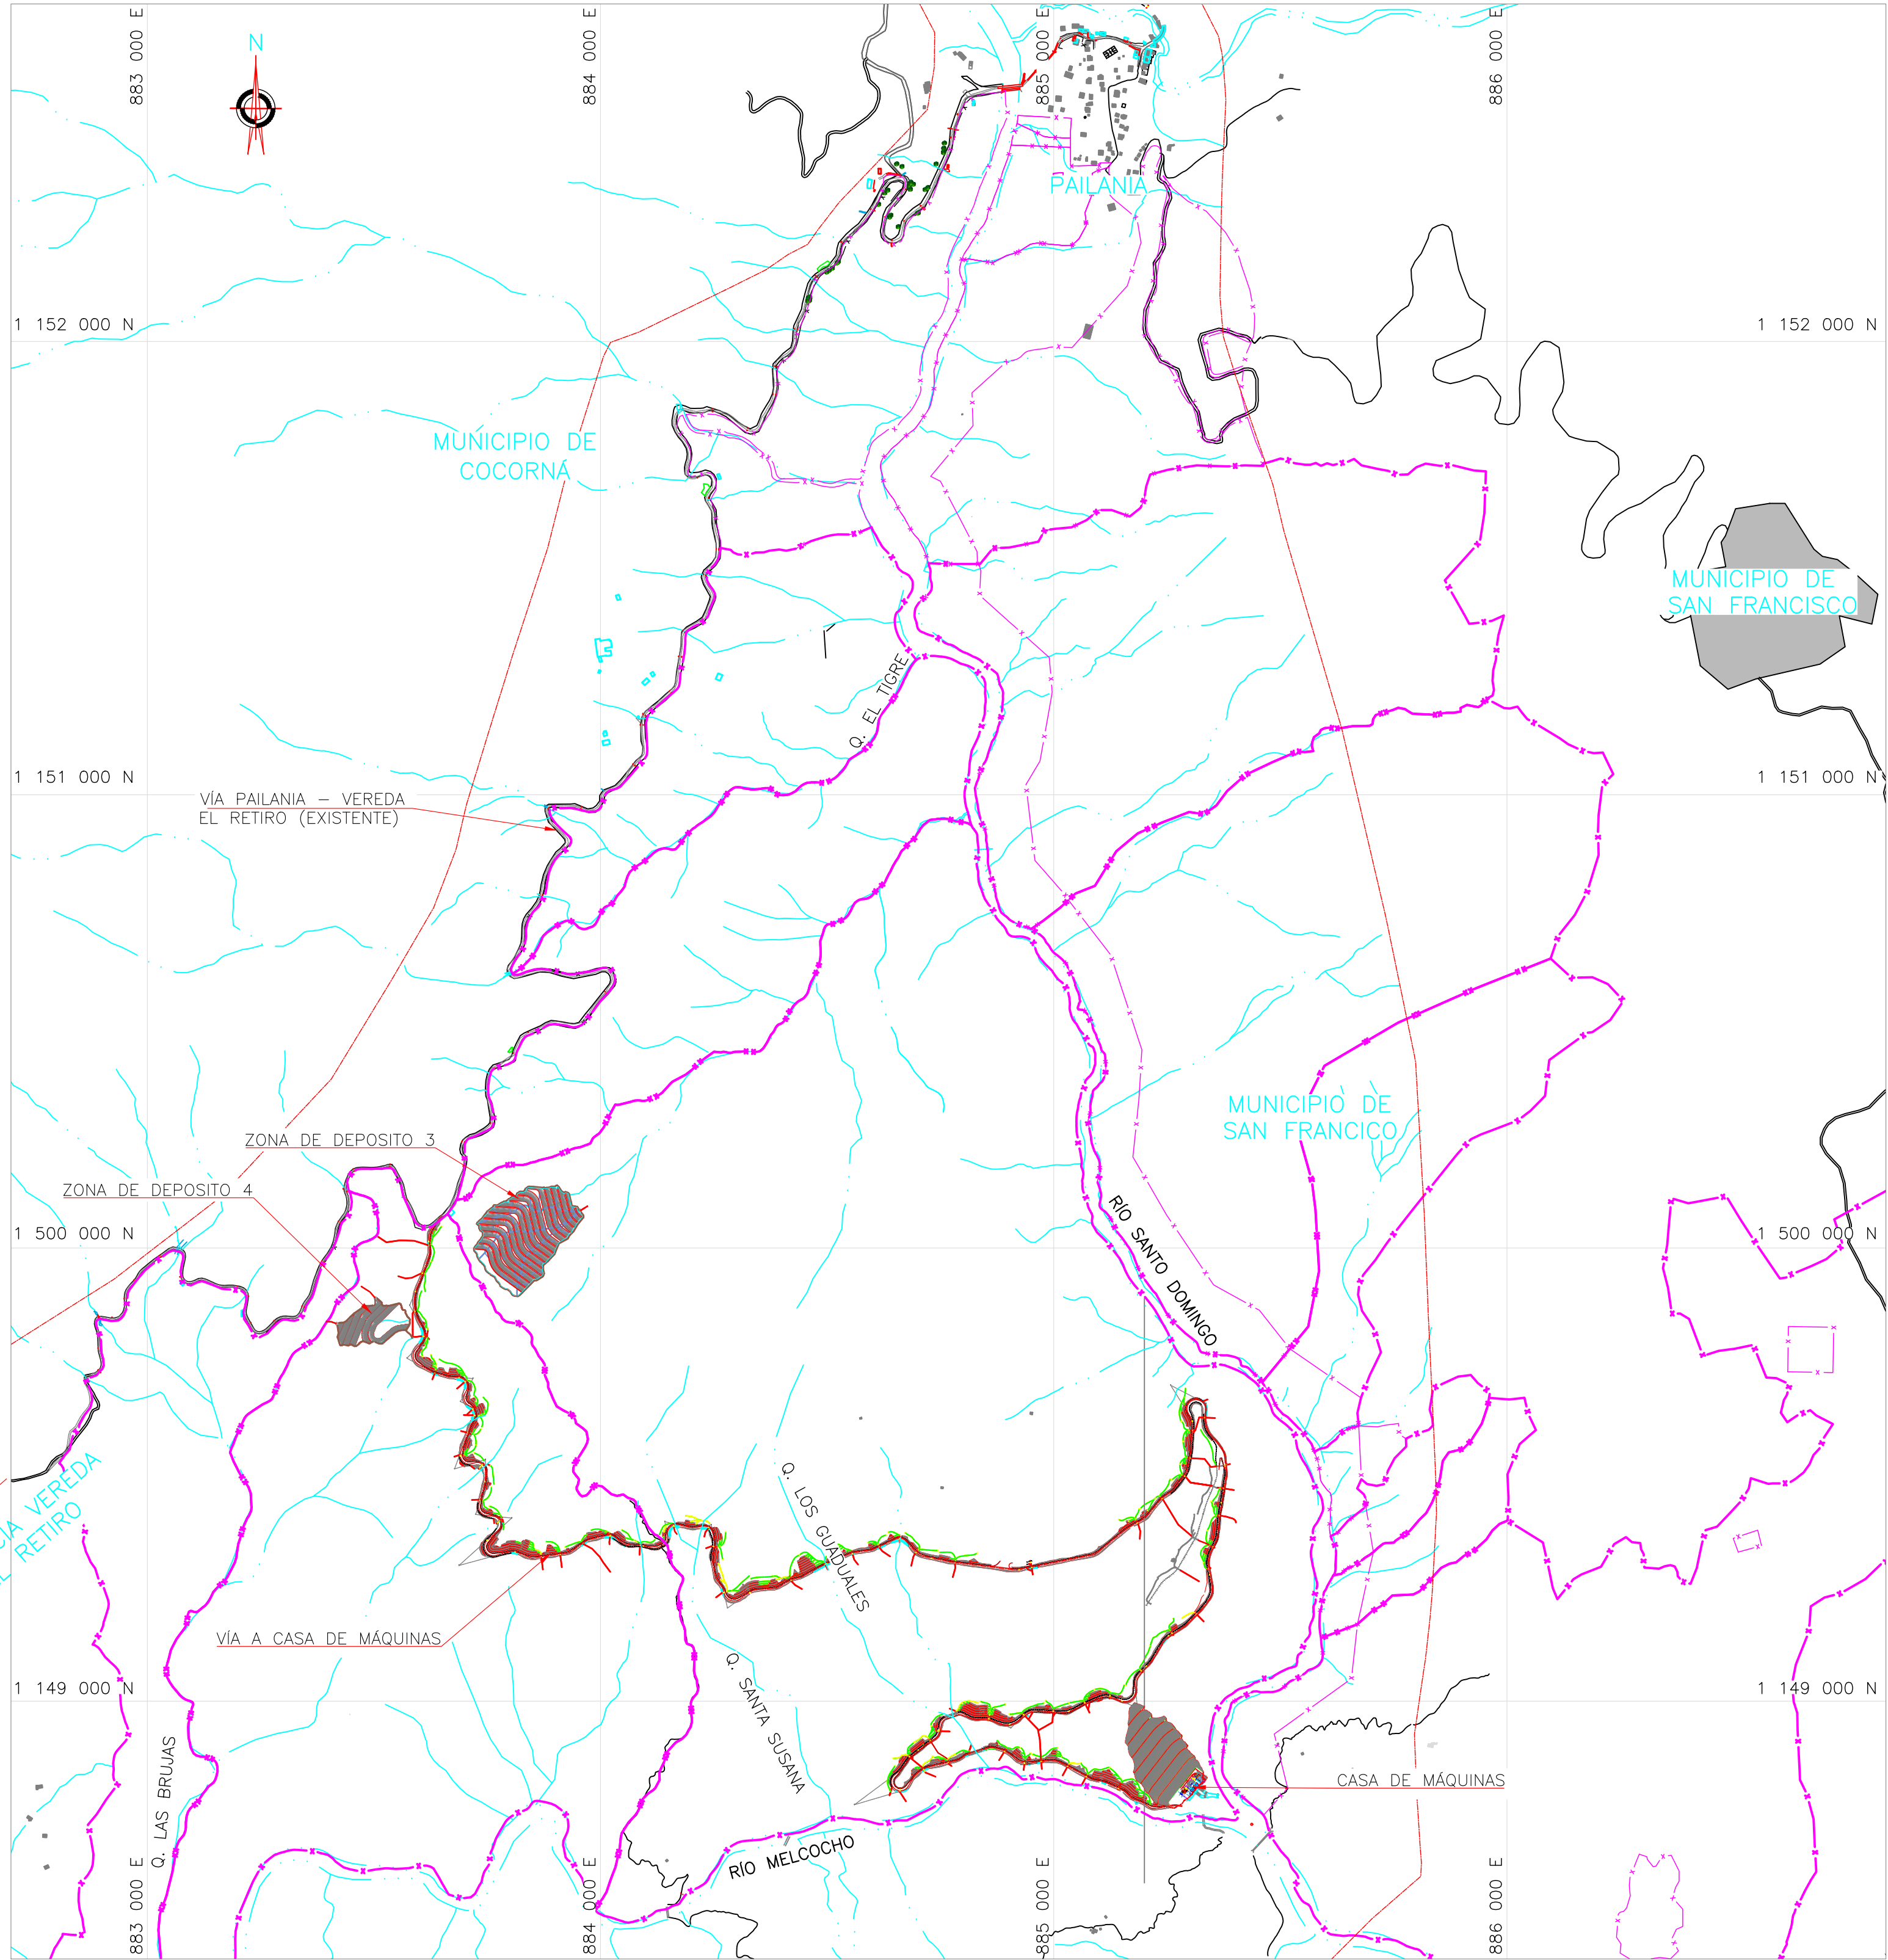 883 000 E
884 000 E
885 000 E
886 000 E
N
PAILANIA
1 152 000 N
1 152 000 N
MUNICIPIO DE
COCORNÁ
MUNICIPIO DE
SAN FRANCISCO
Q. EL TIGRE
1 151 000 N
1 151 000 N
VÍA PAILANIA – VEREDA
EL RETIRO (EXISTENTE)
MUNICIPIO DE
SAN FRANCICO
ZONA DE DEPOSITO 3
ZONA DE DEPOSITO 4
1 500 000 N
1 500 000 N
RÍO SANTO DOMINGO
VEREDA
RETIRO
Q. LOS GUADUALES
VÍA A CASA DE MÁQUINAS
Q. SANTA SUSANA
1 149 000 N
1 149 000 N
Q. LAS BRUJAS
CASA DE MÁQUINAS
RÍO MELCOCHO
883 000 E
884 000 E
885 000 E
886 000 E